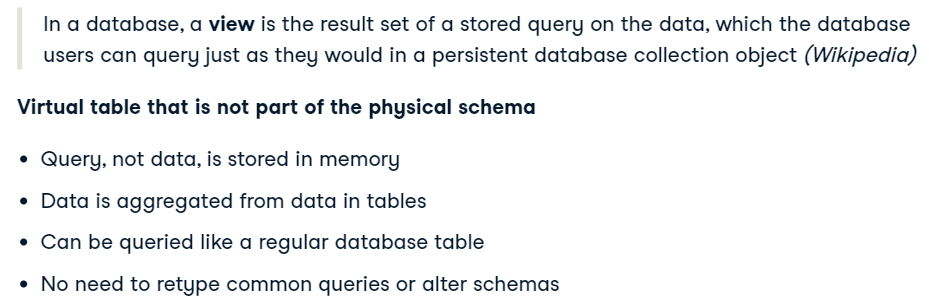 In a database, a view is the result set of a stored query on the data, which the database
users can query just as they would in a persistent database collection object (Wikipedia)
Virtual table that is not part of the physical schema
• Query, not data, is stored in memory
• Data is aggregated from data in tables
• Can be queried like a regular database table
• No need to retype common queries or alter schemas